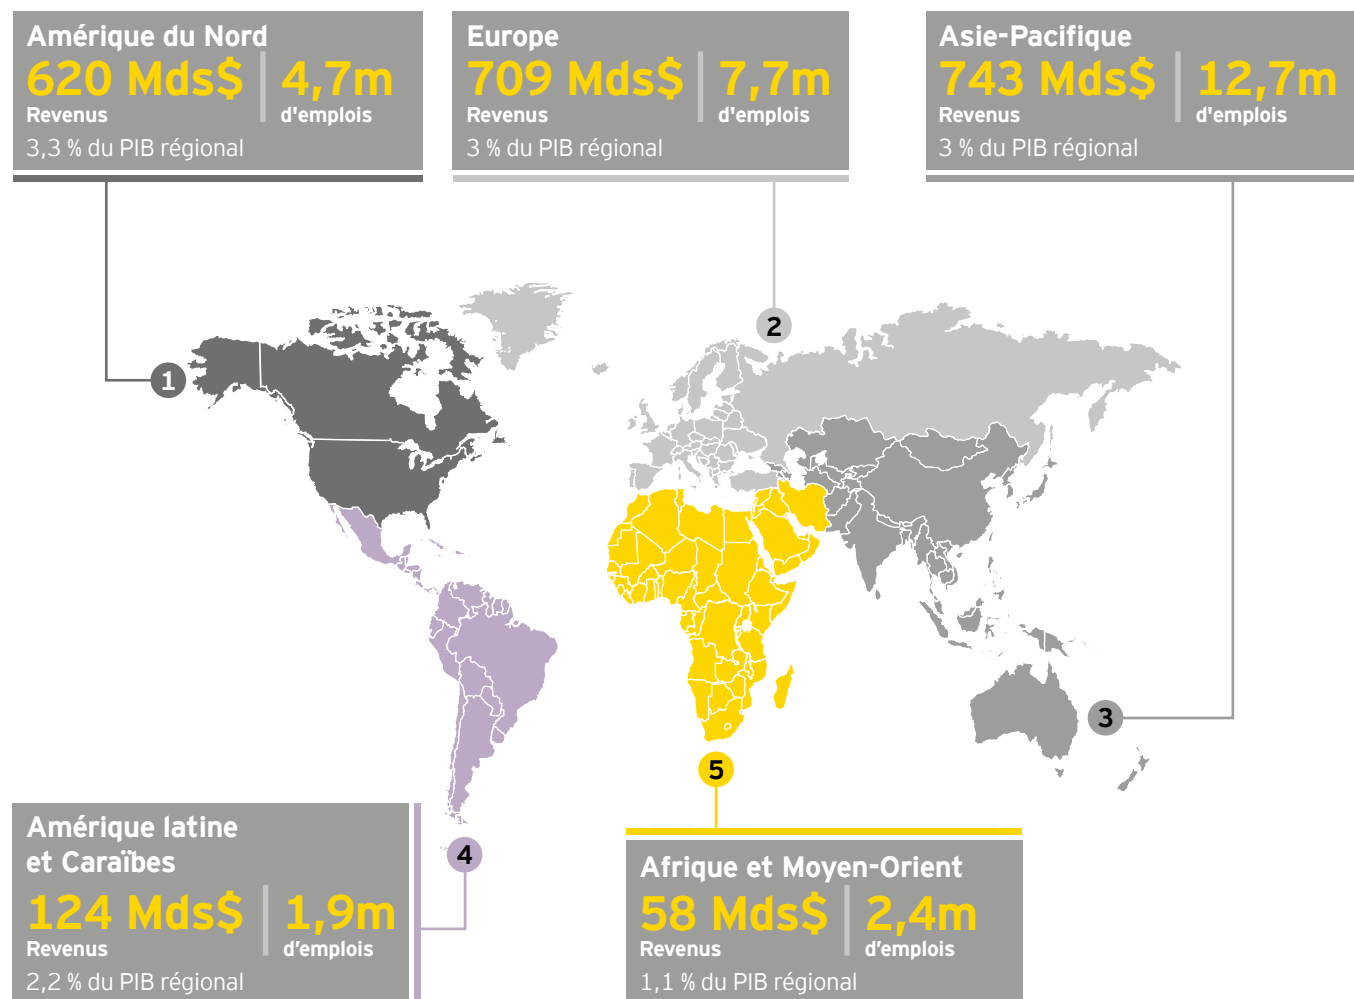 Amérique du Nord
620 Mds$ 4,7m
Revenus d'emplois
3,3 % du PIB régional
Europe
709 Mds$ 7,7m
Revenus d'emplois
3 % du PIB régional
Asie-Pacifique
743 Mds$ 12,7m
Revenus d'emplois
3 % du PIB régional
2
1
3
5
4
Amérique latine
et Caraïbes
124 Mds$ 1,9m
Revenus d’emplois
2,2 % du PIB régional
Afrique et Moyen-Orient
58 Mds$ 2,4m
Revenus d’emplois
1,1 % du PIB régional